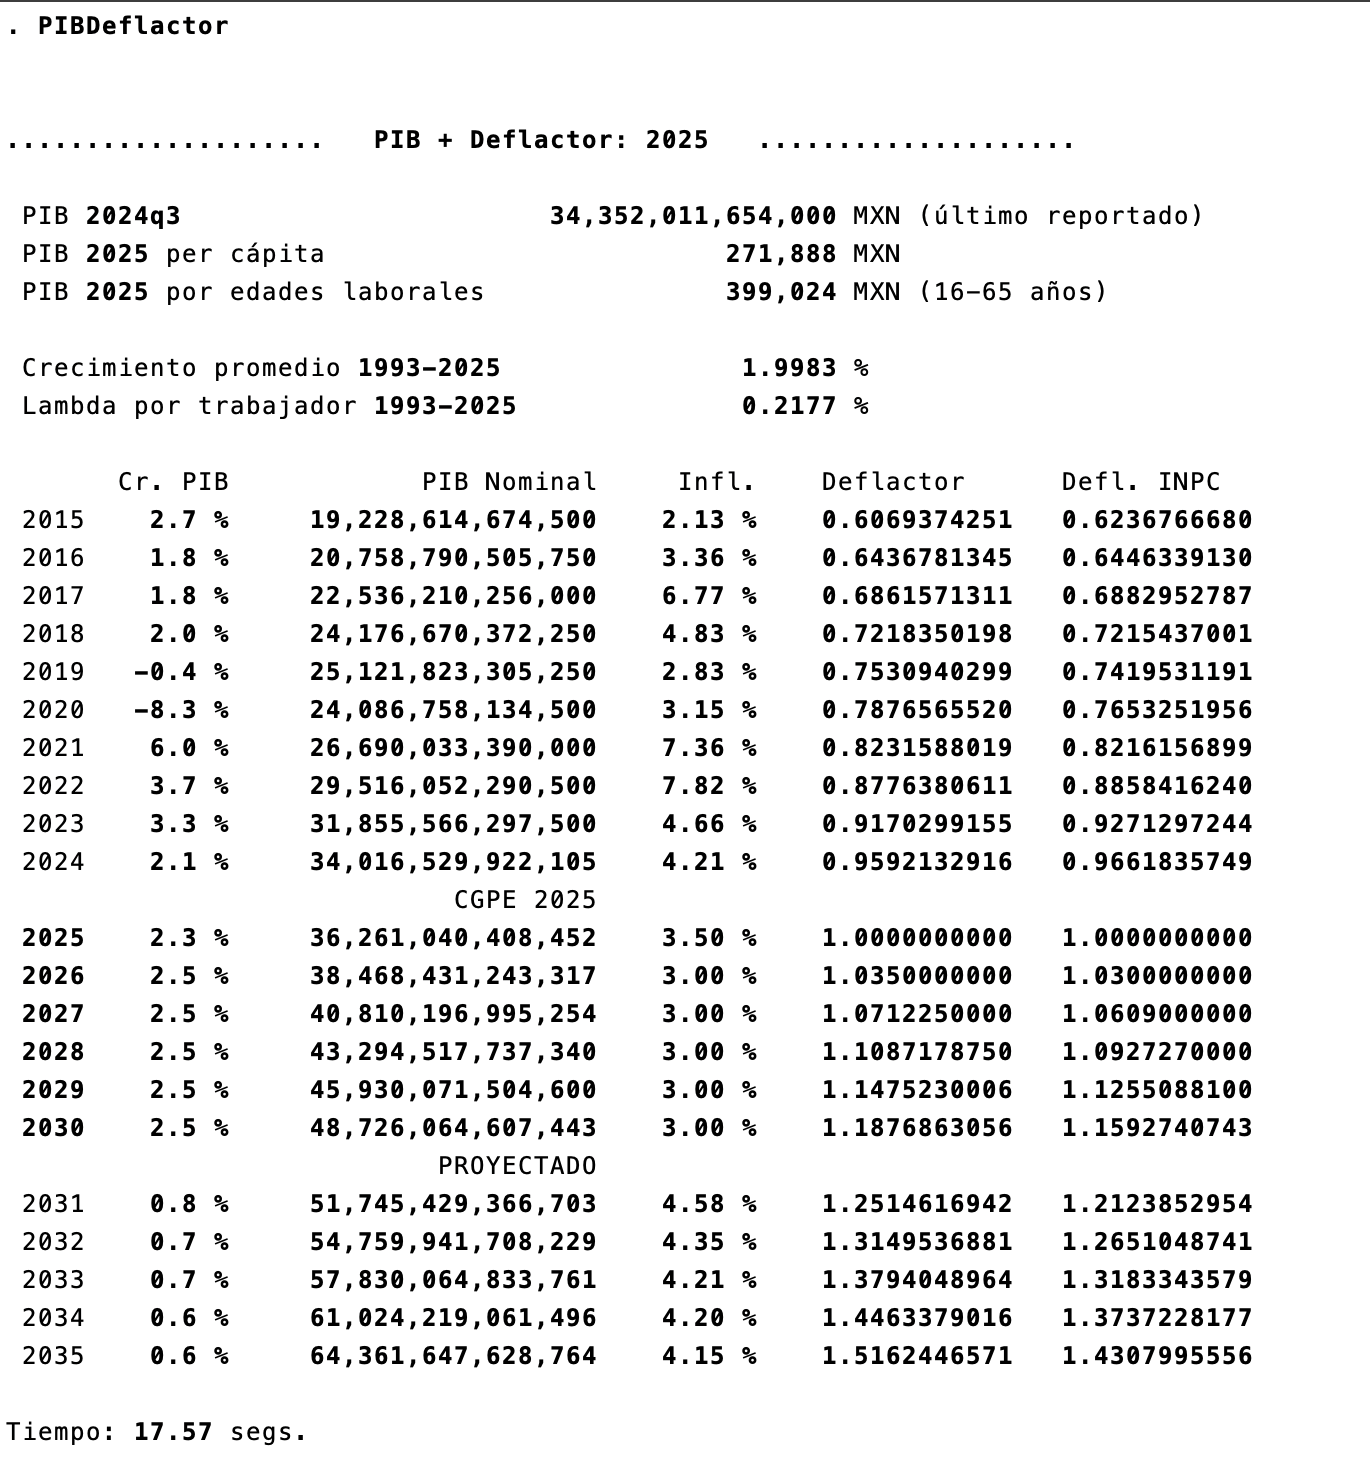 . PIBDeflactor
....................   PIB + Deflactor: 2025   ....................
PIB 2024q3 34,352,011,654,000 MXN (último reportado)
PIB 2025 per cápita 271,888 MXN
PIB 2025 por edades laborales 399,024 MXN (16-65 años)
Crecimiento promedio 1993-2025 1.9983 %
Lambda por trabajador 1993-2025 0.2177 %
Cr. PIB PIB Nominal Infl. Deflactor Defl. INPC
2015 2.7 % 19,228,614,674,500 2.13 % 0.6069374251 0.6236766680
2016 1.8 % 20,758,790,505,750 3.36 % 0.6436781345 0.6446339130
2017 1.8 % 22,536,210,256,000 6.77 % 0.6861571311 0.6882952787
2018 2.0 % 24,176,670,372,250 4.83 % 0.7218350198 0.7215437001
2019 -0.4 % 25,121,823,305,250 2.83 % 0.7530940299 0.7419531191
2020 -8.3 % 24,086,758,134,500 3.15 % 0.7876565520 0.7653251956
2021 6.0 % 26,690,033,390,000 7.36 % 0.8231588019 0.8216156899
2022 3.7 % 29,516,052,290,500 7.82 % 0.8776380611 0.8858416240
2023 3.3 % 31,855,566,297,500 4.66 % 0.9170299155 0.9271297244
2024 2.1 % 34,016,529,922,105 4.21 % 0.9592132916 0.9661835749
CGPE 2025
2025 2.3 % 36,261,040,408,452 3.50 % 1.0000000000 1.0000000000
2026 2.5 % 38,468,431,243,317 3.00 % 1.0350000000 1.0300000000
2027 2.5 % 40,810,196,995,254 3.00 % 1.0712250000 1.0609000000
2028 2.5 % 43,294,517,737,340 3.00 % 1.1087178750 1.0927270000
2029 2.5 % 45,930,071,504,600 3.00 % 1.1475230006 1.1255088100
2030 2.5 % 48,726,064,607,443 3.00 % 1.1876863056 1.1592740743
PROYECTADO
2031 0.8 % 51,745,429,366,703 4.58 % 1.2514616942 1.2123852954
2032 0.7 % 54,759,941,708,229 4.35 % 1.3149536881 1.2651048741
2033 0.7 % 57,830,064,833,761 4.21 % 1.3794048964 1.3183343579
2034 0.6 % 61,024,219,061,496 4.20 % 1.4463379016 1.3737228177
2035 0.6 % 64,361,647,628,764 4.15 % 1.5162446571 1.4307995556
Tiempo: 17.57 segs.